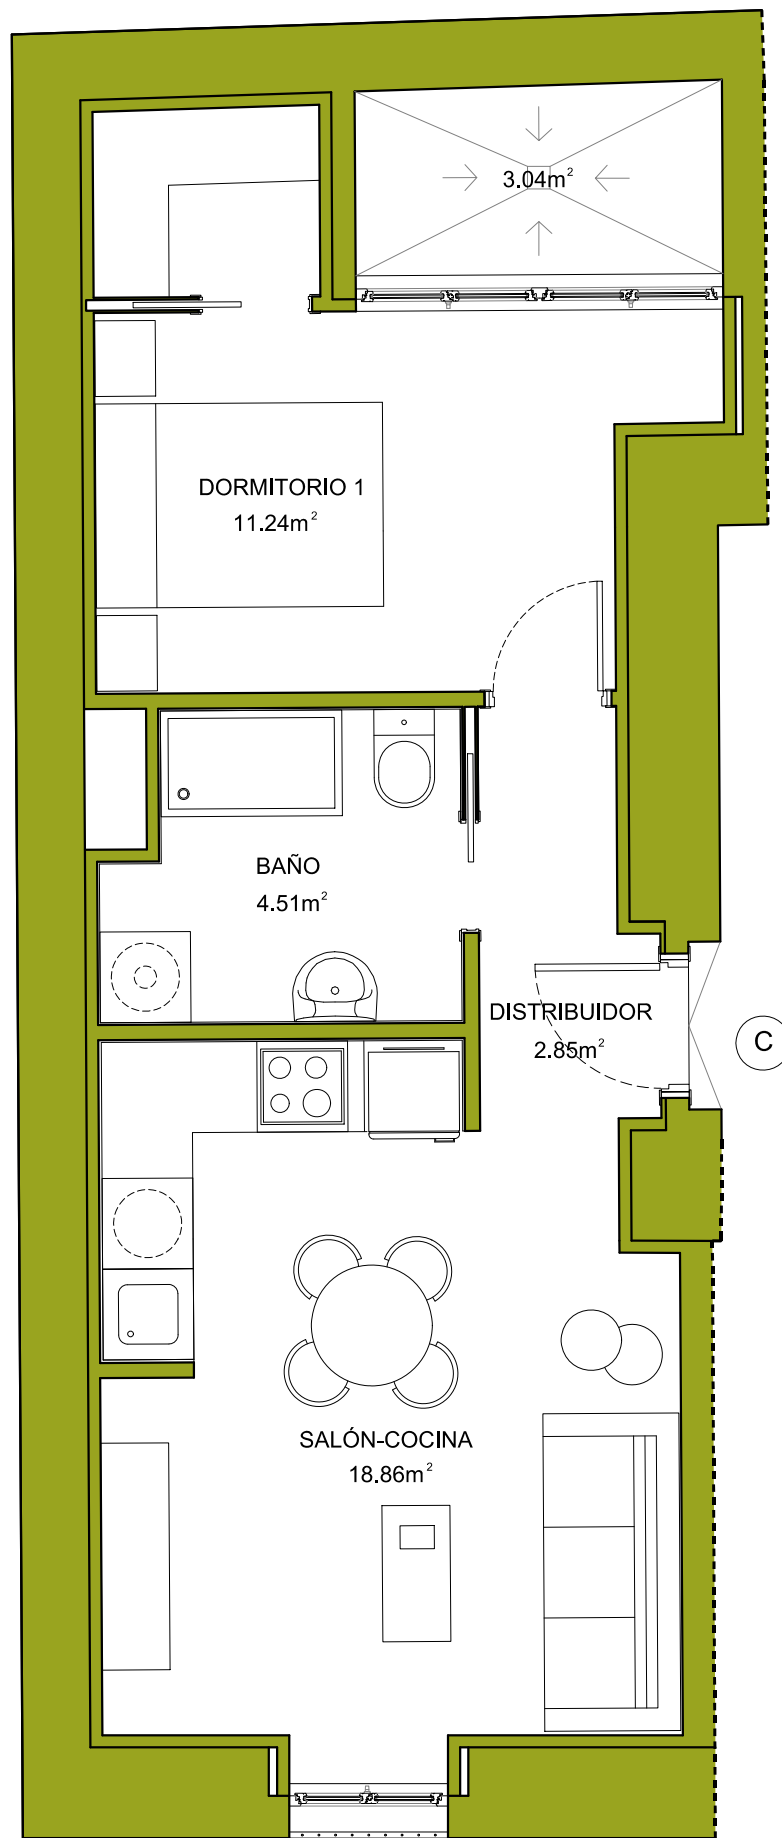 3.04m²
DORMITORIO 1
11.24m²
BAÑO
4.51m²
DISTRIBUIDOR
2.85m²
C
SALÓN-COCINA
18.86m²